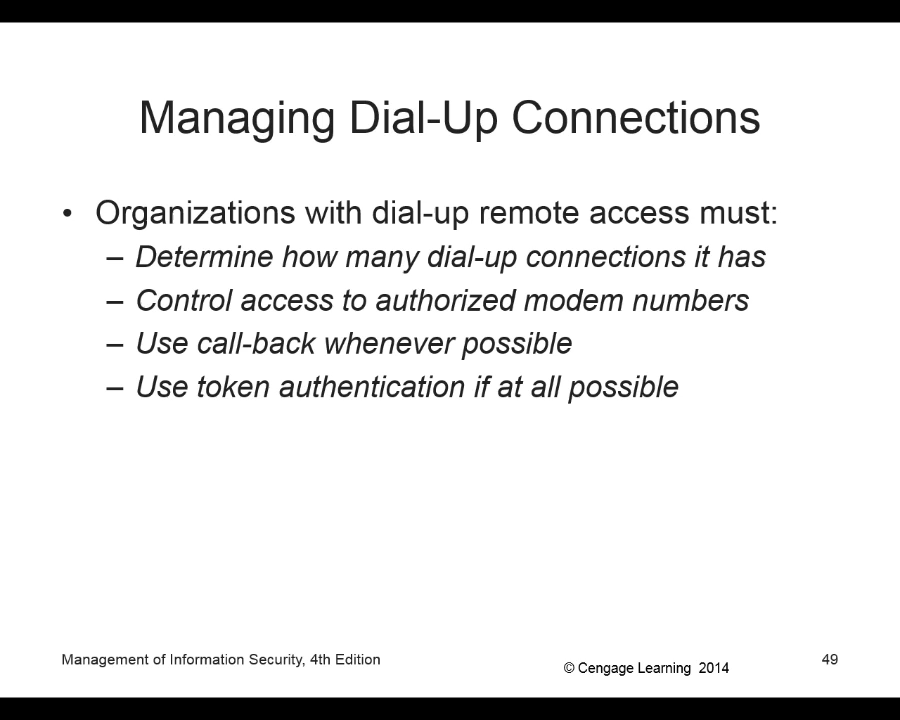 Managing Dial-Up Connections
• Organizations with dial-up remote access must:
– Determine how many dial-up connections it has
– Control access to authorized modem numbers
– Use call-back whenever possible
– Use token authentication if at all possible
Management of Information Security, 4th Edition
© Cengage Learning 2014
49